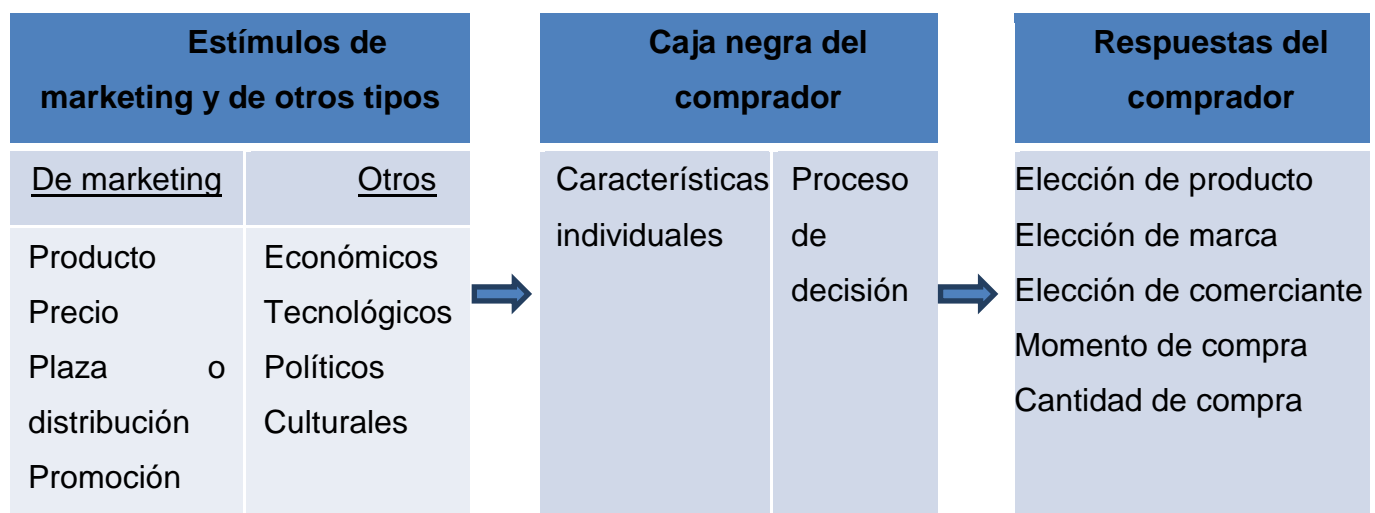 Estímulos de
marketing y de otros tipos
De marketing
Otros
Producto
Precio
Plaza o
distribución
Promoción
Económicos
Tecnológicos
Políticos
Culturales
Caja negra del
comprador
Características
individuales
Proceso
de
decisión
Respuestas del
comprador
Elección de producto
Elección de marca
Elección de comerciante
Momento de compra
Cantidad de compra